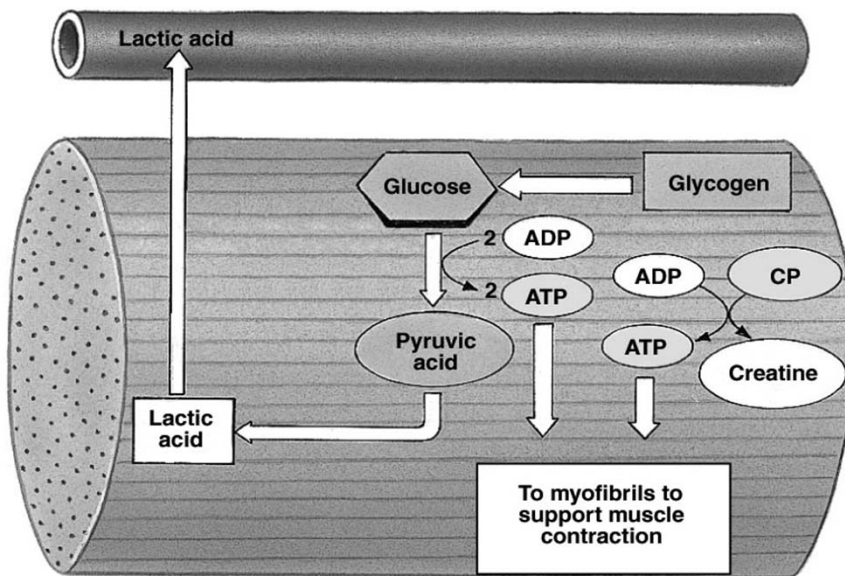 Lactic acid
Glucose
Glycogen
2
ADP
2
ATP
ADP
CP
Pyruvic
acid
ATP
Creatine
Lactic
acid
To myofibrils to
support muscle
contraction